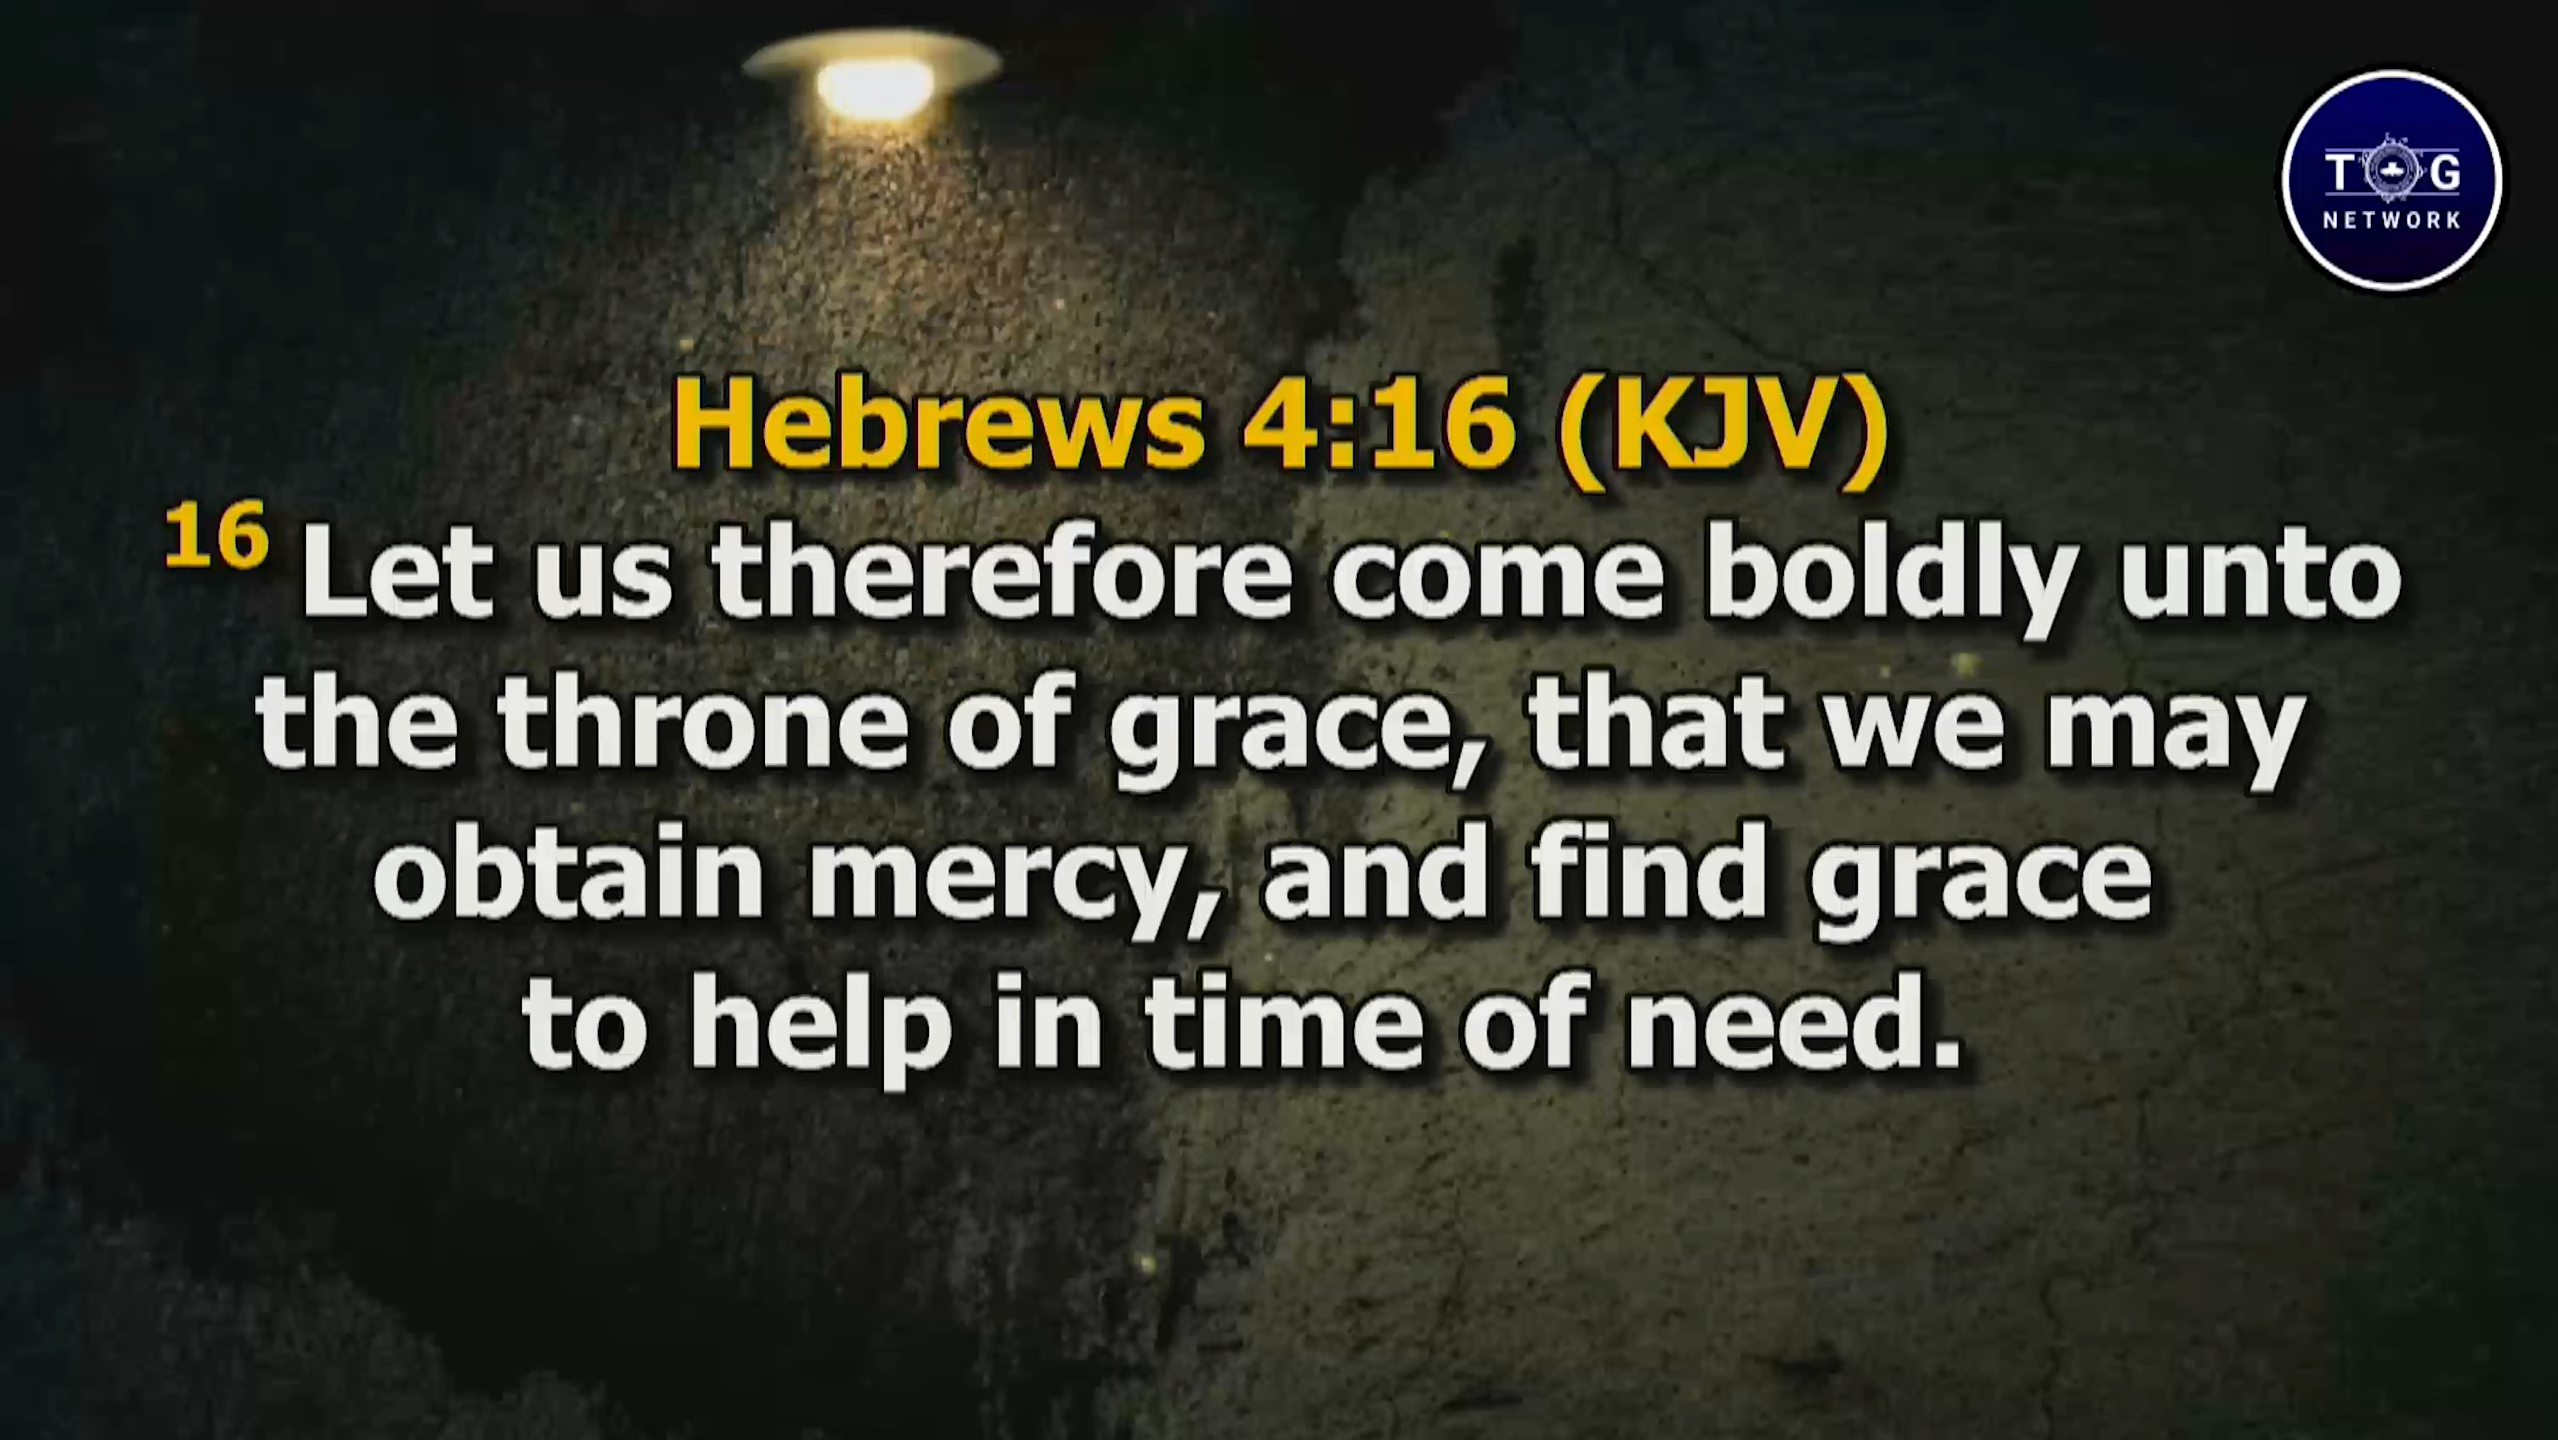 T G
NETWORK
Hebrews 4:16 (KJV)
16 Let us therefore come boldly unto
the throne of grace, that we may
obtain mercy, and find grace
to help in time of need.